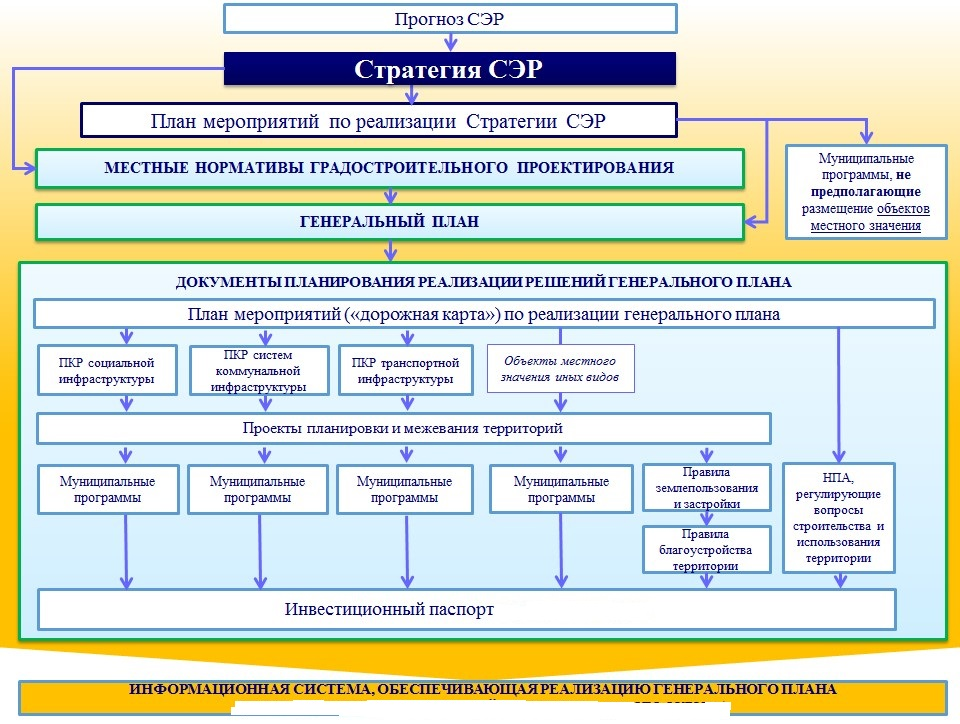 Прогноз СЭР
Стратегия СЭР
План мероприятий по реализации Стратегии СЭР
МЕСТНЫЕ НОРМАТИВЫ ГРАДОСТРОИТЕЛЬНОГО ПРОЕКТИРОВАНИЯ
Муниципальные
программы, не
предполагающие
размещение объектов
местного значения
ГЕНЕРАЛЬНЫЙ ПЛАН
ДОКУМЕНТЫ ПЛАНИРОВАНИЯ РЕАЛИЗАЦИИ РЕШЕНИЙ ГЕНЕРАЛЬНОГО ПЛАНА
План мероприятий («дорожная карта») по реализации генерального плана
ПКР социальной
инфраструктуры
ПКР систем
коммунальной
инфраструктуры
ПКР транспортной
инфраструктуры
Объекты местного
значения иных видов
Проекты планировки и межевания территорий
Муниципальные
программы
Муниципальные
программы
Муниципальные
программы
Муниципальные
программы
Правила
землепользования
и застройки
Правила
благоустройства
территории
НПА,
регулирующие
вопросы
строительства и
использования
территории
Инвестиционный паспорт
ИНФОРМАЦИОННАЯ СИСТЕМА, ОБЕСПЕЧИВАЮЩАЯ РЕАЛИЗАЦИЮ ГЕНЕРАЛЬНОГО ПЛАНА